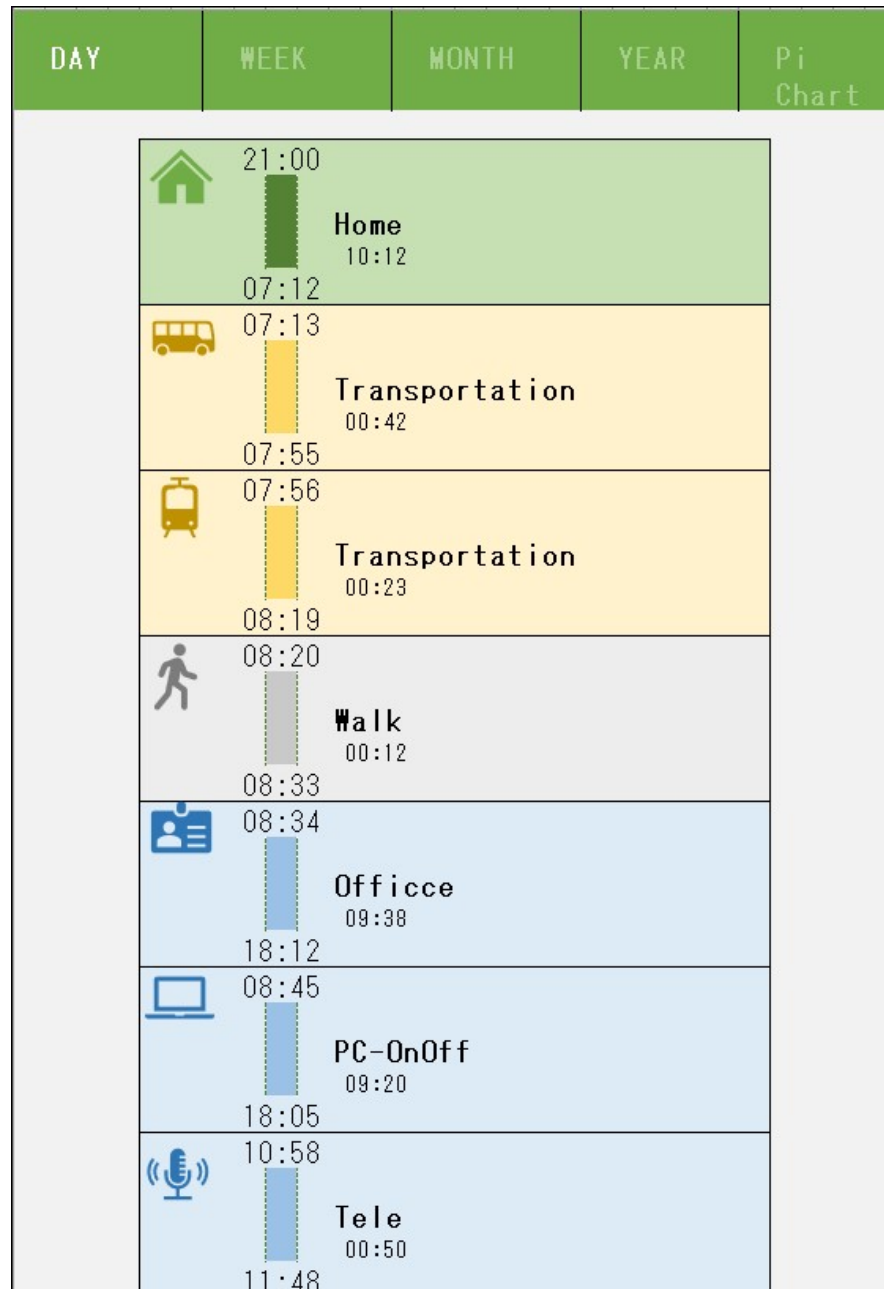 DAY WEEK MONTH YEAR Pi
Chart
21:00
Home
10:12
07:12
07:13
Transportation
00:42
07:55
07:56
Transportation
00:23
08:19
08:20
Walk
00:12
08:33
08:34
Officce
09:38
18:12
08:45
PC-OnOff
09:20
18:05
10:58
Tele
00:50
11:48